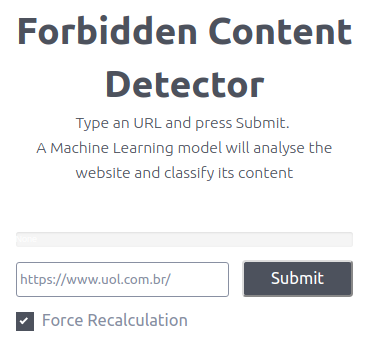 Forbidden Content
Detector
Type an URL and press Submit.
A Machine Learning model will analyse the
website and classify its content
https://www.uol.com.br/
Submit
Force Recalculation